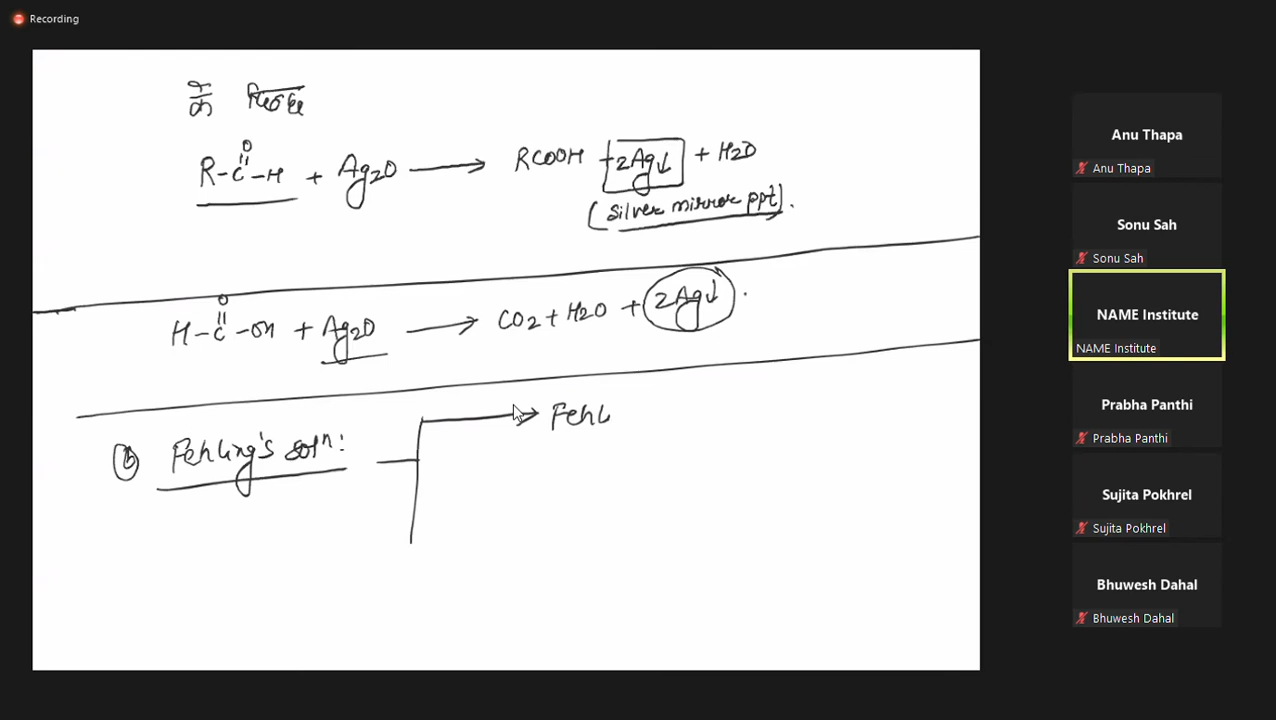 Recording
R-C-H + Ag2O → RCOOH + 2Ag↓ + H2O
O
(silver mirror ppt).
O
H-C-OH + Ag2O → CO2 + H2O + 2Ag↓.
(b) Fehling's solⁿ: → Fehl
Anu Thapa
Anu Thapa
Sonu Sah
Sonu Sah
NAME Institute
NAME Institute
Prabha Panthi
Prabha Panthi
Sujita Pokhrel
Sujita Pokhrel
Bhuwesh Dahal
Bhuwesh Dahal